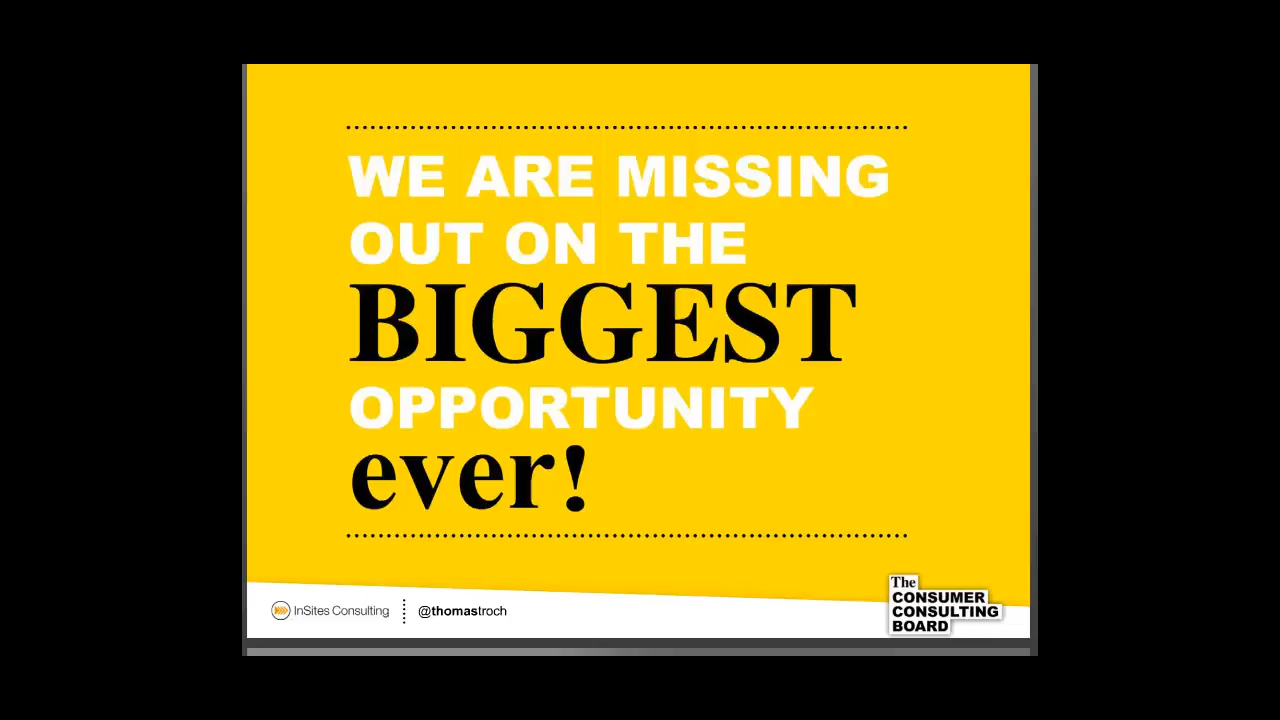 WE ARE MISSING
OUT ON THE
BIGGEST
OPPORTUNITY
ever!
InSites Consulting
@thomastroch
The
CONSUMER
CONSULTING
BOARD